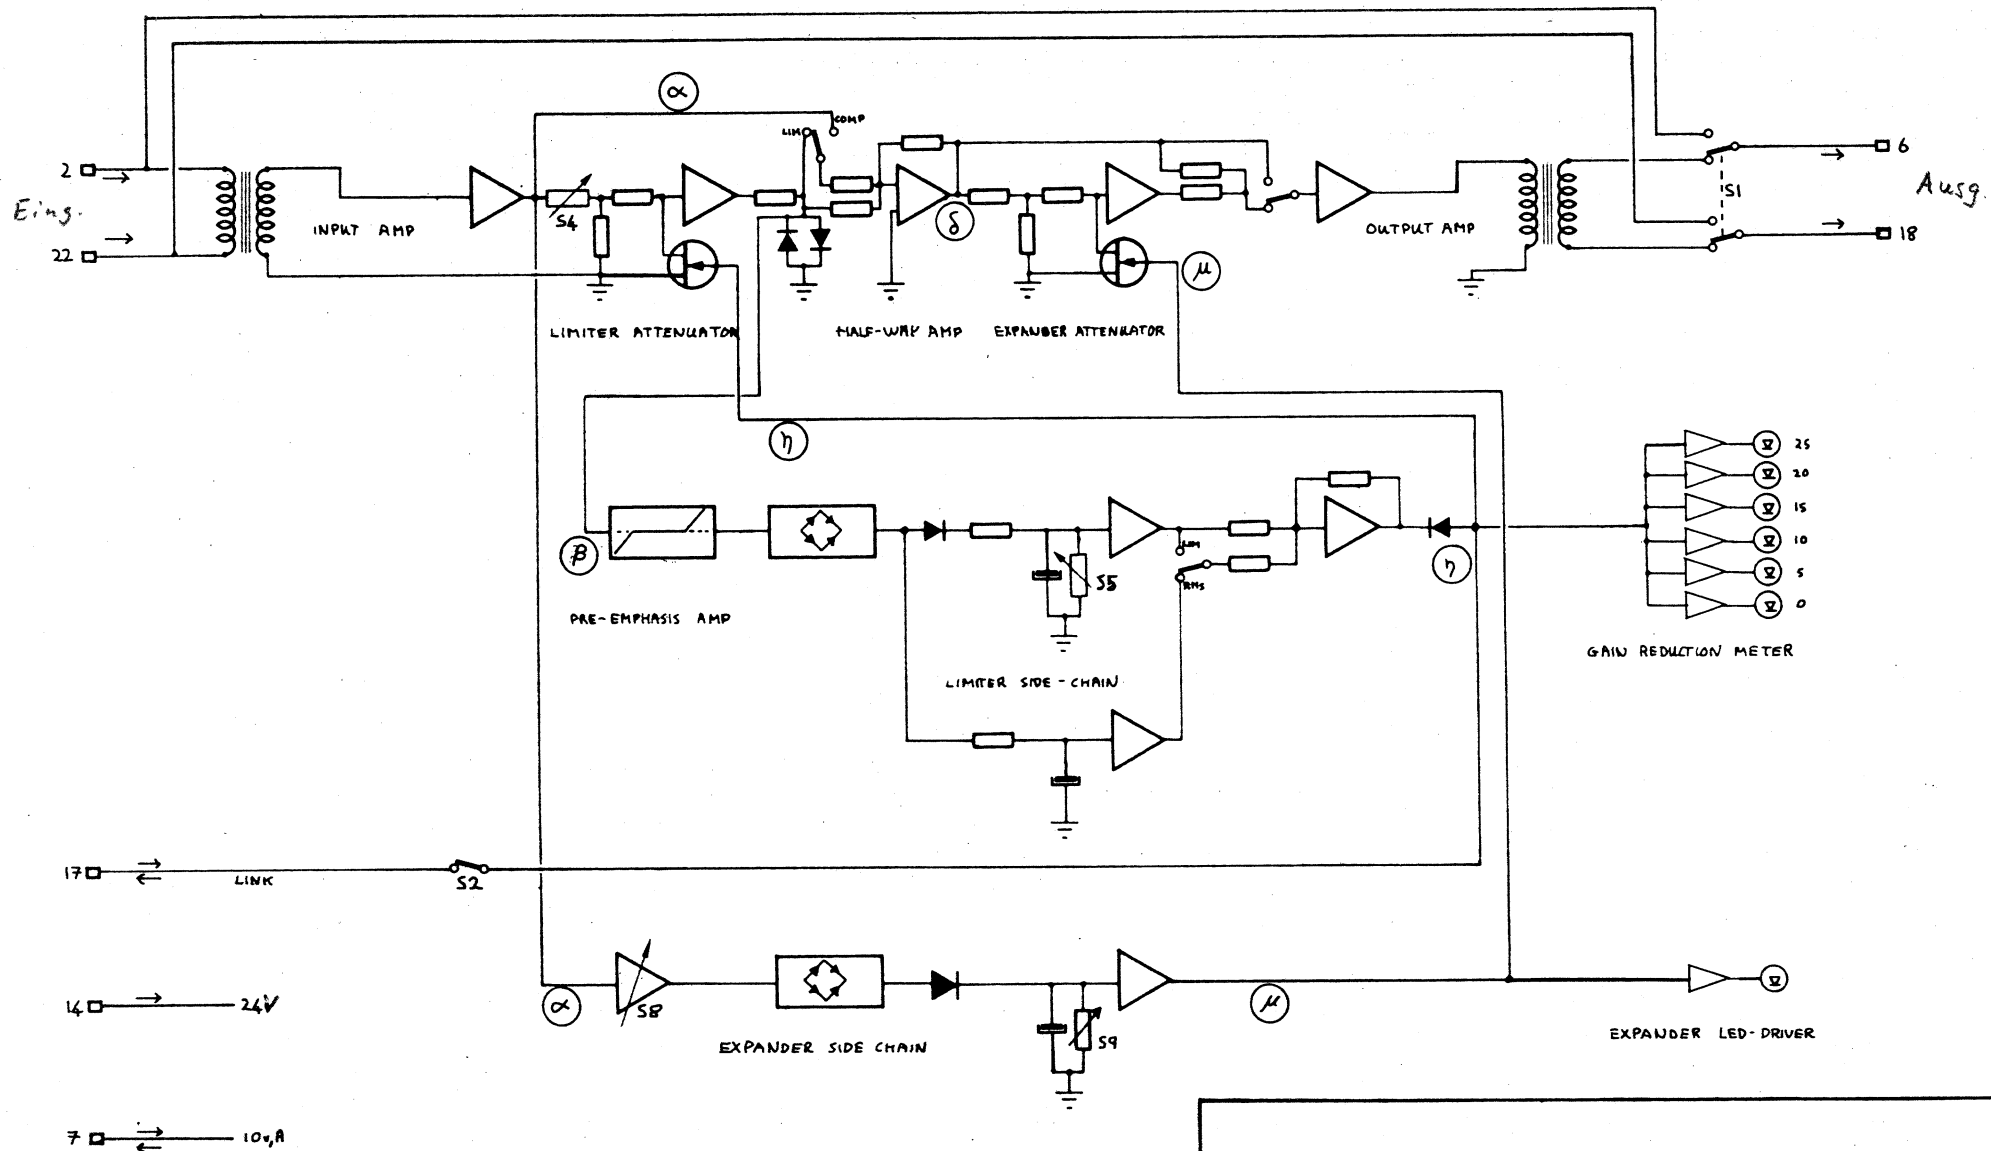 α
COMP
LIM
2
6
Eing.
S4
INPUT AMP
δ
OUTPUT AMP
S1
Ausg.
22
18
μ
LIMITER ATTENUATOR
HALF-WAY AMP
EXPANDER ATTENUATOR
η
25
20
15
10
5
0
β
LIM
RMS
S5
η
PRE-EMPHASIS AMP
GAIN REDUCTION METER
LIMITER SIDE-CHAIN
17
LINK
S2
14
24V
α
S8
μ
S9
EXPANDER SIDE CHAIN
EXPANDER LED-DRIVER
7
10v,A